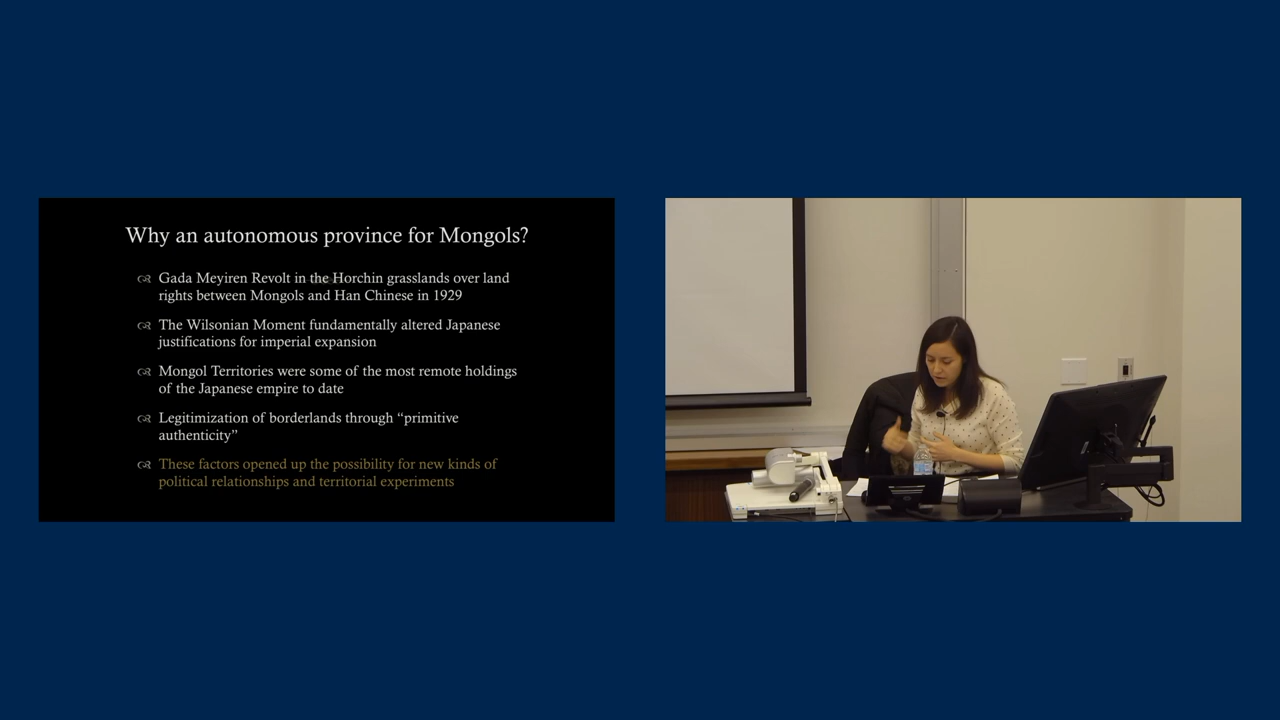 Why an autonomous province for Mongols?
Gada Meyiren Revolt in the Horchin grasslands over land
rights between Mongols and Han Chinese in 1929
The Wilsonian Moment fundamentally altered Japanese
justifications for imperial expansion
Mongol Territories were some of the most remote holdings
of the Japanese empire to date
Legitimization of borderlands through “primitive
authenticity”
These factors opened up the possibility for new kinds of
political relationships and territorial experiments